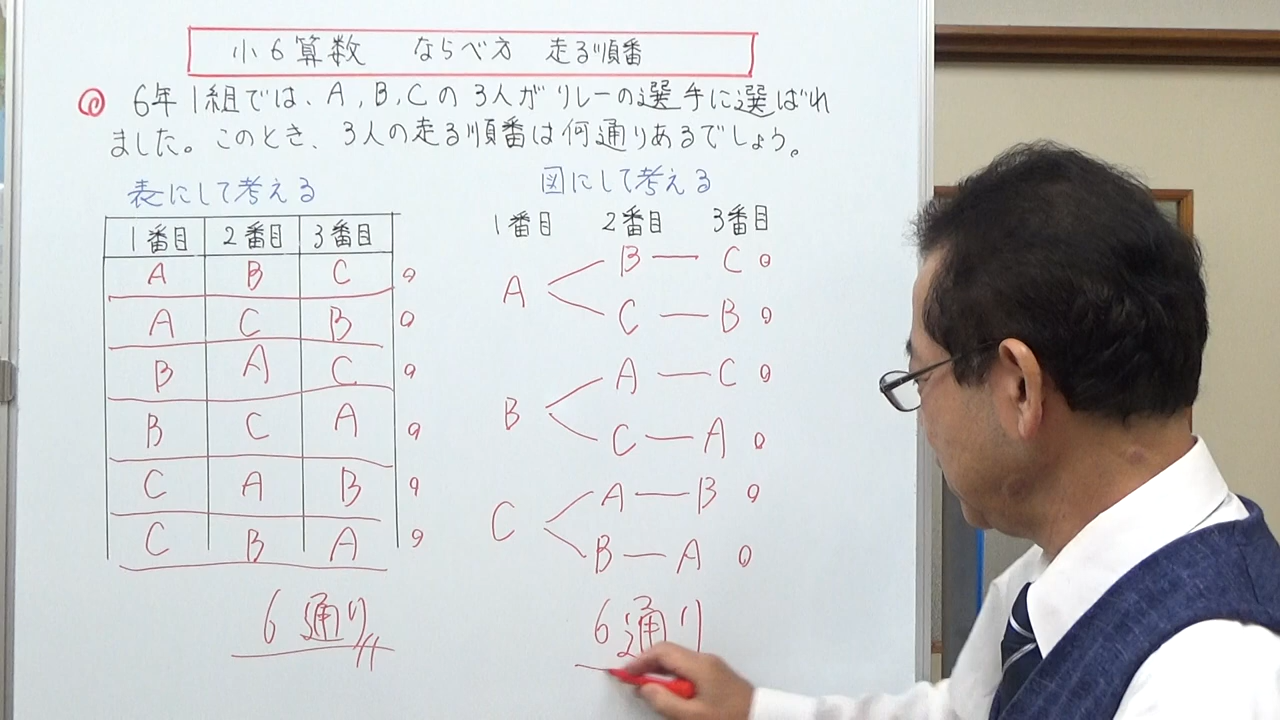 小6算数 ならべ方 走る順番
Q 6年1組では、A,B,Cの3人がリレーの選手に選ばれ
ました。このとき、3人の走る順番は何通りあるでしょう。
表にして考える
1番目 2番目 3番目
A B C
A C B
B A C
B C A
C A B
C B A
6通り
図にして考える
1番目 2番目 3番目
A B — C
C — B
B A — C
C — A
C A — B
B — A
6通り